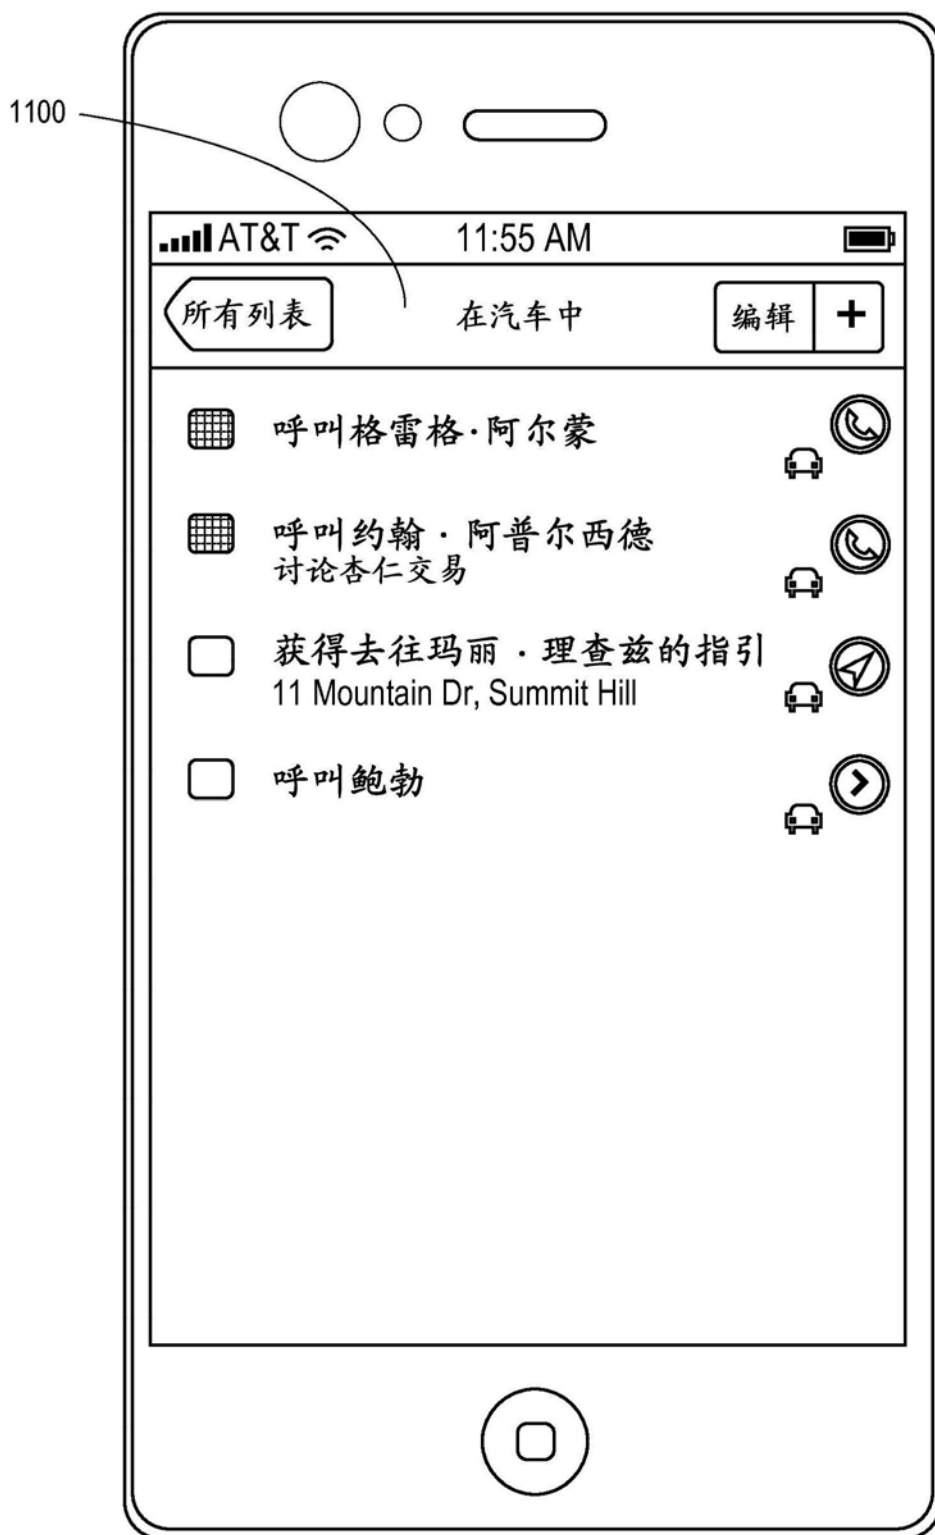 1100
AT&T 11:55 AM
所有列表 在汽车中 编辑 +
呼叫格雷格·阿尔蒙
呼叫约翰·阿普尔西德
讨论杏仁交易
获得去往玛丽·理查兹的指引
11 Mountain Dr, Summit Hill
呼叫鲍勃